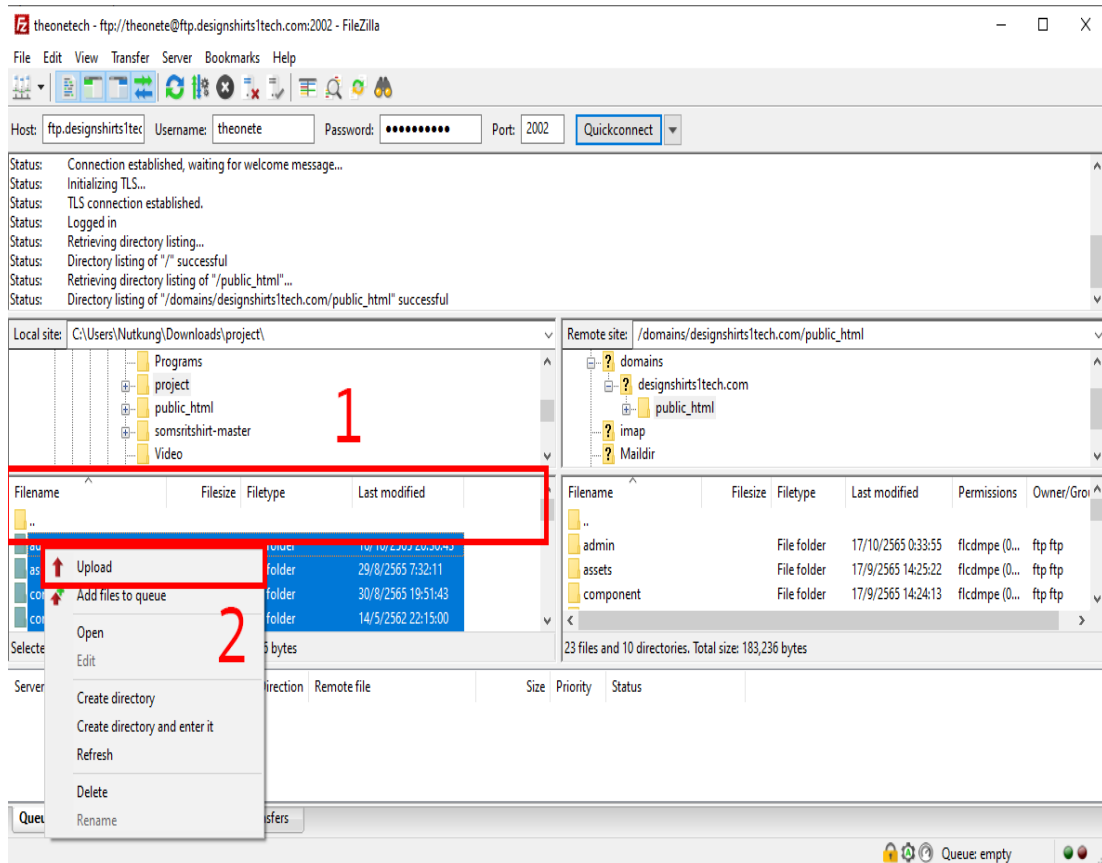 theonetech - ftp://theonete@ftp.designshirts1tech.com:2002 - FileZilla
File Edit View Transfer Server Bookmarks Help
Host: ftp.designshirts1tec Username: theonete Password: ●●●●●●●●●● Port: 2002 Quickconnect
Status: Connection established, waiting for welcome message...
Status: Initializing TLS...
Status: TLS connection established.
Status: Logged in
Status: Retrieving directory listing...
Status: Directory listing of "/" successful
Status: Retrieving directory listing of "/public_html"...
Status: Directory listing of "/domains/designshirts1tech.com/public_html" successful
Local site: C:\Users\Nutkung\Downloads\project\
Programs
project
public_html
somsritshirt-master
Video
1
Remote site: /domains/designshirts1tech.com/public_html
? domains
? designshirts1tech.com
public_html
? imap
? Maildir
Filename Filesize Filetype Last modified
..
folder 29/8/2565 7:32:11
folder 30/8/2565 19:51:43
folder 14/5/2562 22:15:00
bytes
Filename Filesize Filetype Last modified Permissions Owner/Grou
..
admin File folder 17/10/2565 0:33:55 flcdmpe (0... ftp ftp
assets File folder 17/9/2565 14:25:22 flcdmpe (0... ftp ftp
component File folder 17/9/2565 14:24:13 flcdmpe (0... ftp ftp
23 files and 10 directories. Total size: 183,236 bytes
Upload
Add files to queue
Open
Edit
Create directory
Create directory and enter it
Refresh
Delete
Rename
2
Server irection Remote file Size Priority Status
Queu sfers
Queue: empty